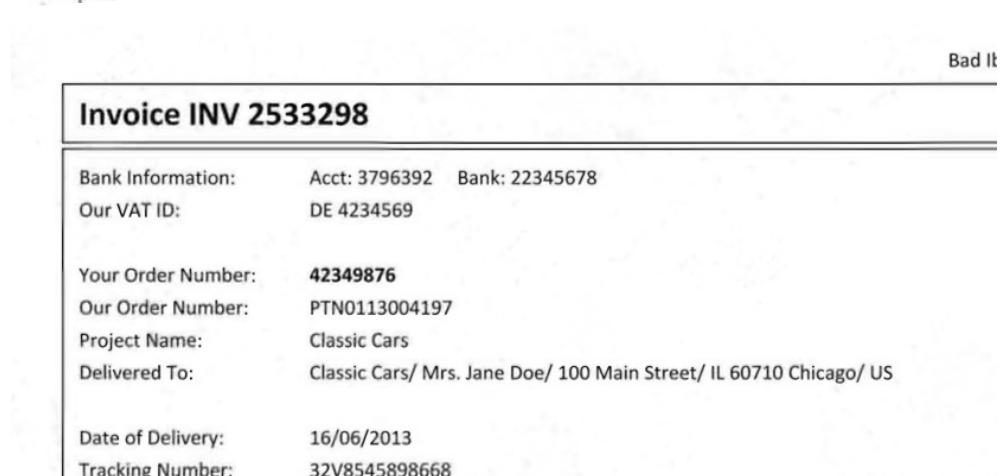 Bad
Invoice INV 2533298
Bank Information: Acct: 3796392 Bank: 22345678
Our VAT ID: DE 4234569
Your Order Number: 42349876
Our Order Number: PTN0113004197
Project Name: Classic Cars
Delivered To: Classic Cars/ Mrs. Jane Doe/ 100 Main Street/ IL 60710 Chicago/ US
Date of Delivery: 16/06/2013
Tracking Number: 32V8545898668